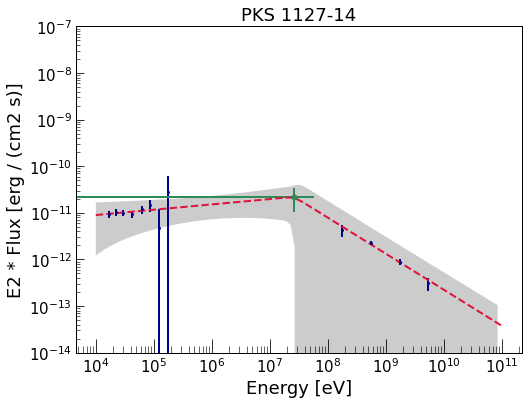 PKS 1127-14
E2 * Flux [erg / (cm2 s)]
10⁻⁷
10⁻⁸
10⁻⁹
10⁻¹⁰
10⁻¹¹
10⁻¹²
10⁻¹³
10⁻¹⁴
10⁴ 10⁵ 10⁶ 10⁷ 10⁸ 10⁹ 10¹⁰ 10¹¹
Energy [eV]